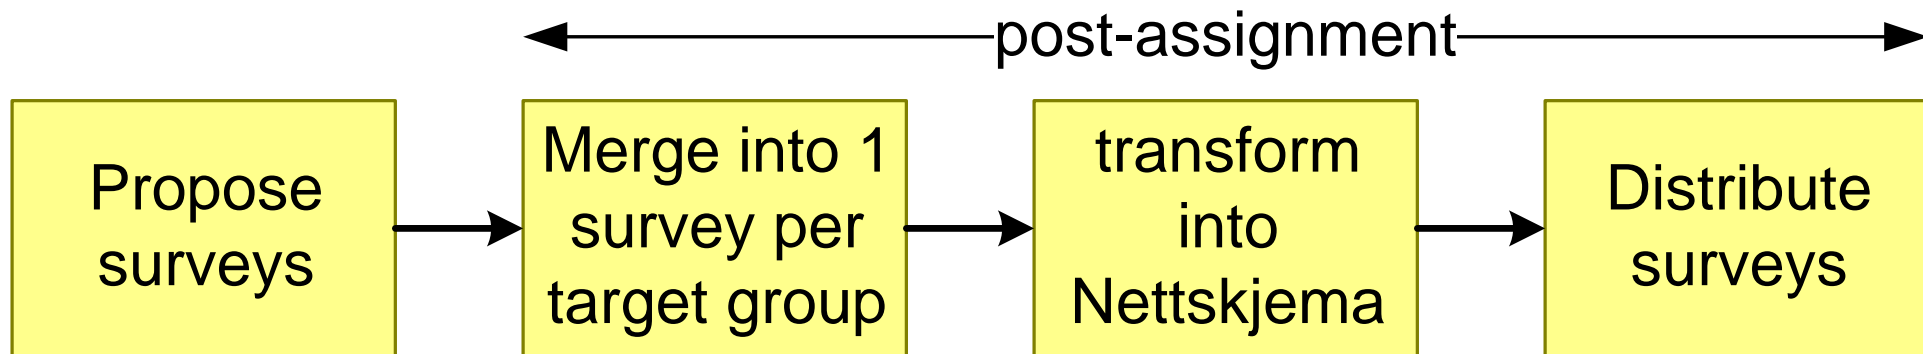 post-assignment
Propose
surveys
Merge into 1
survey per
target group
transform
into
Nettskjema
Distribute
surveys